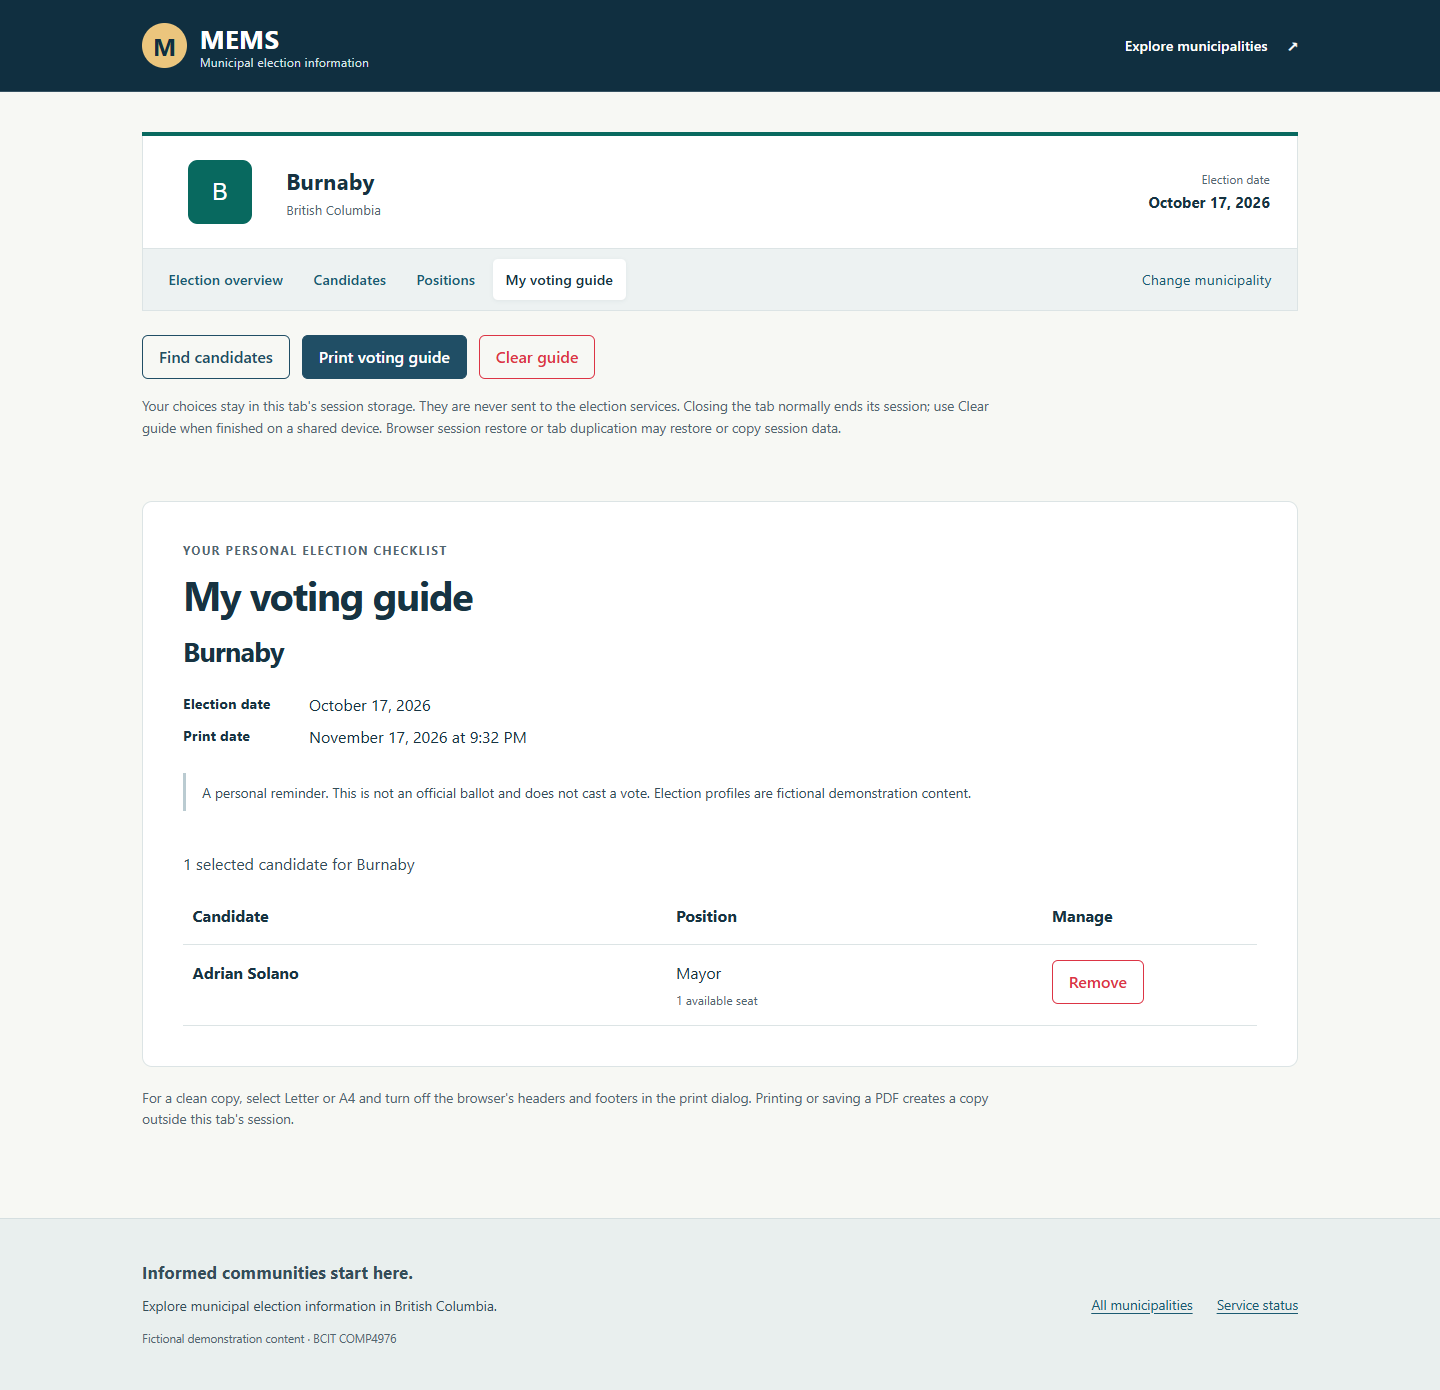 M
MEMS
Municipal election information
Explore municipalities ↗
B
Burnaby
British Columbia
Election date
October 17, 2026
Election overview Candidates Positions My voting guide Change municipality
Find candidates Print voting guide Clear guide
Your choices stay in this tab's session storage. They are never sent to the election services. Closing the tab normally ends its session; use Clear
guide when finished on a shared device. Browser session restore or tab duplication may restore or copy session data.
YOUR PERSONAL ELECTION CHECKLIST
My voting guide
Burnaby
Election date October 17, 2026
Print date November 17, 2026 at 9:32 PM
A personal reminder. This is not an official ballot and does not cast a vote. Election profiles are fictional demonstration content.
1 selected candidate for Burnaby
Candidate Position Manage
Adrian Solano Mayor Remove
1 available seat
For a clean copy, select Letter or A4 and turn off the browser's headers and footers in the print dialog. Printing or saving a PDF creates a copy
outside this tab's session.
Informed communities start here.
Explore municipal election information in British Columbia.
All municipalities Service status
Fictional demonstration content · BCIT COMP4976